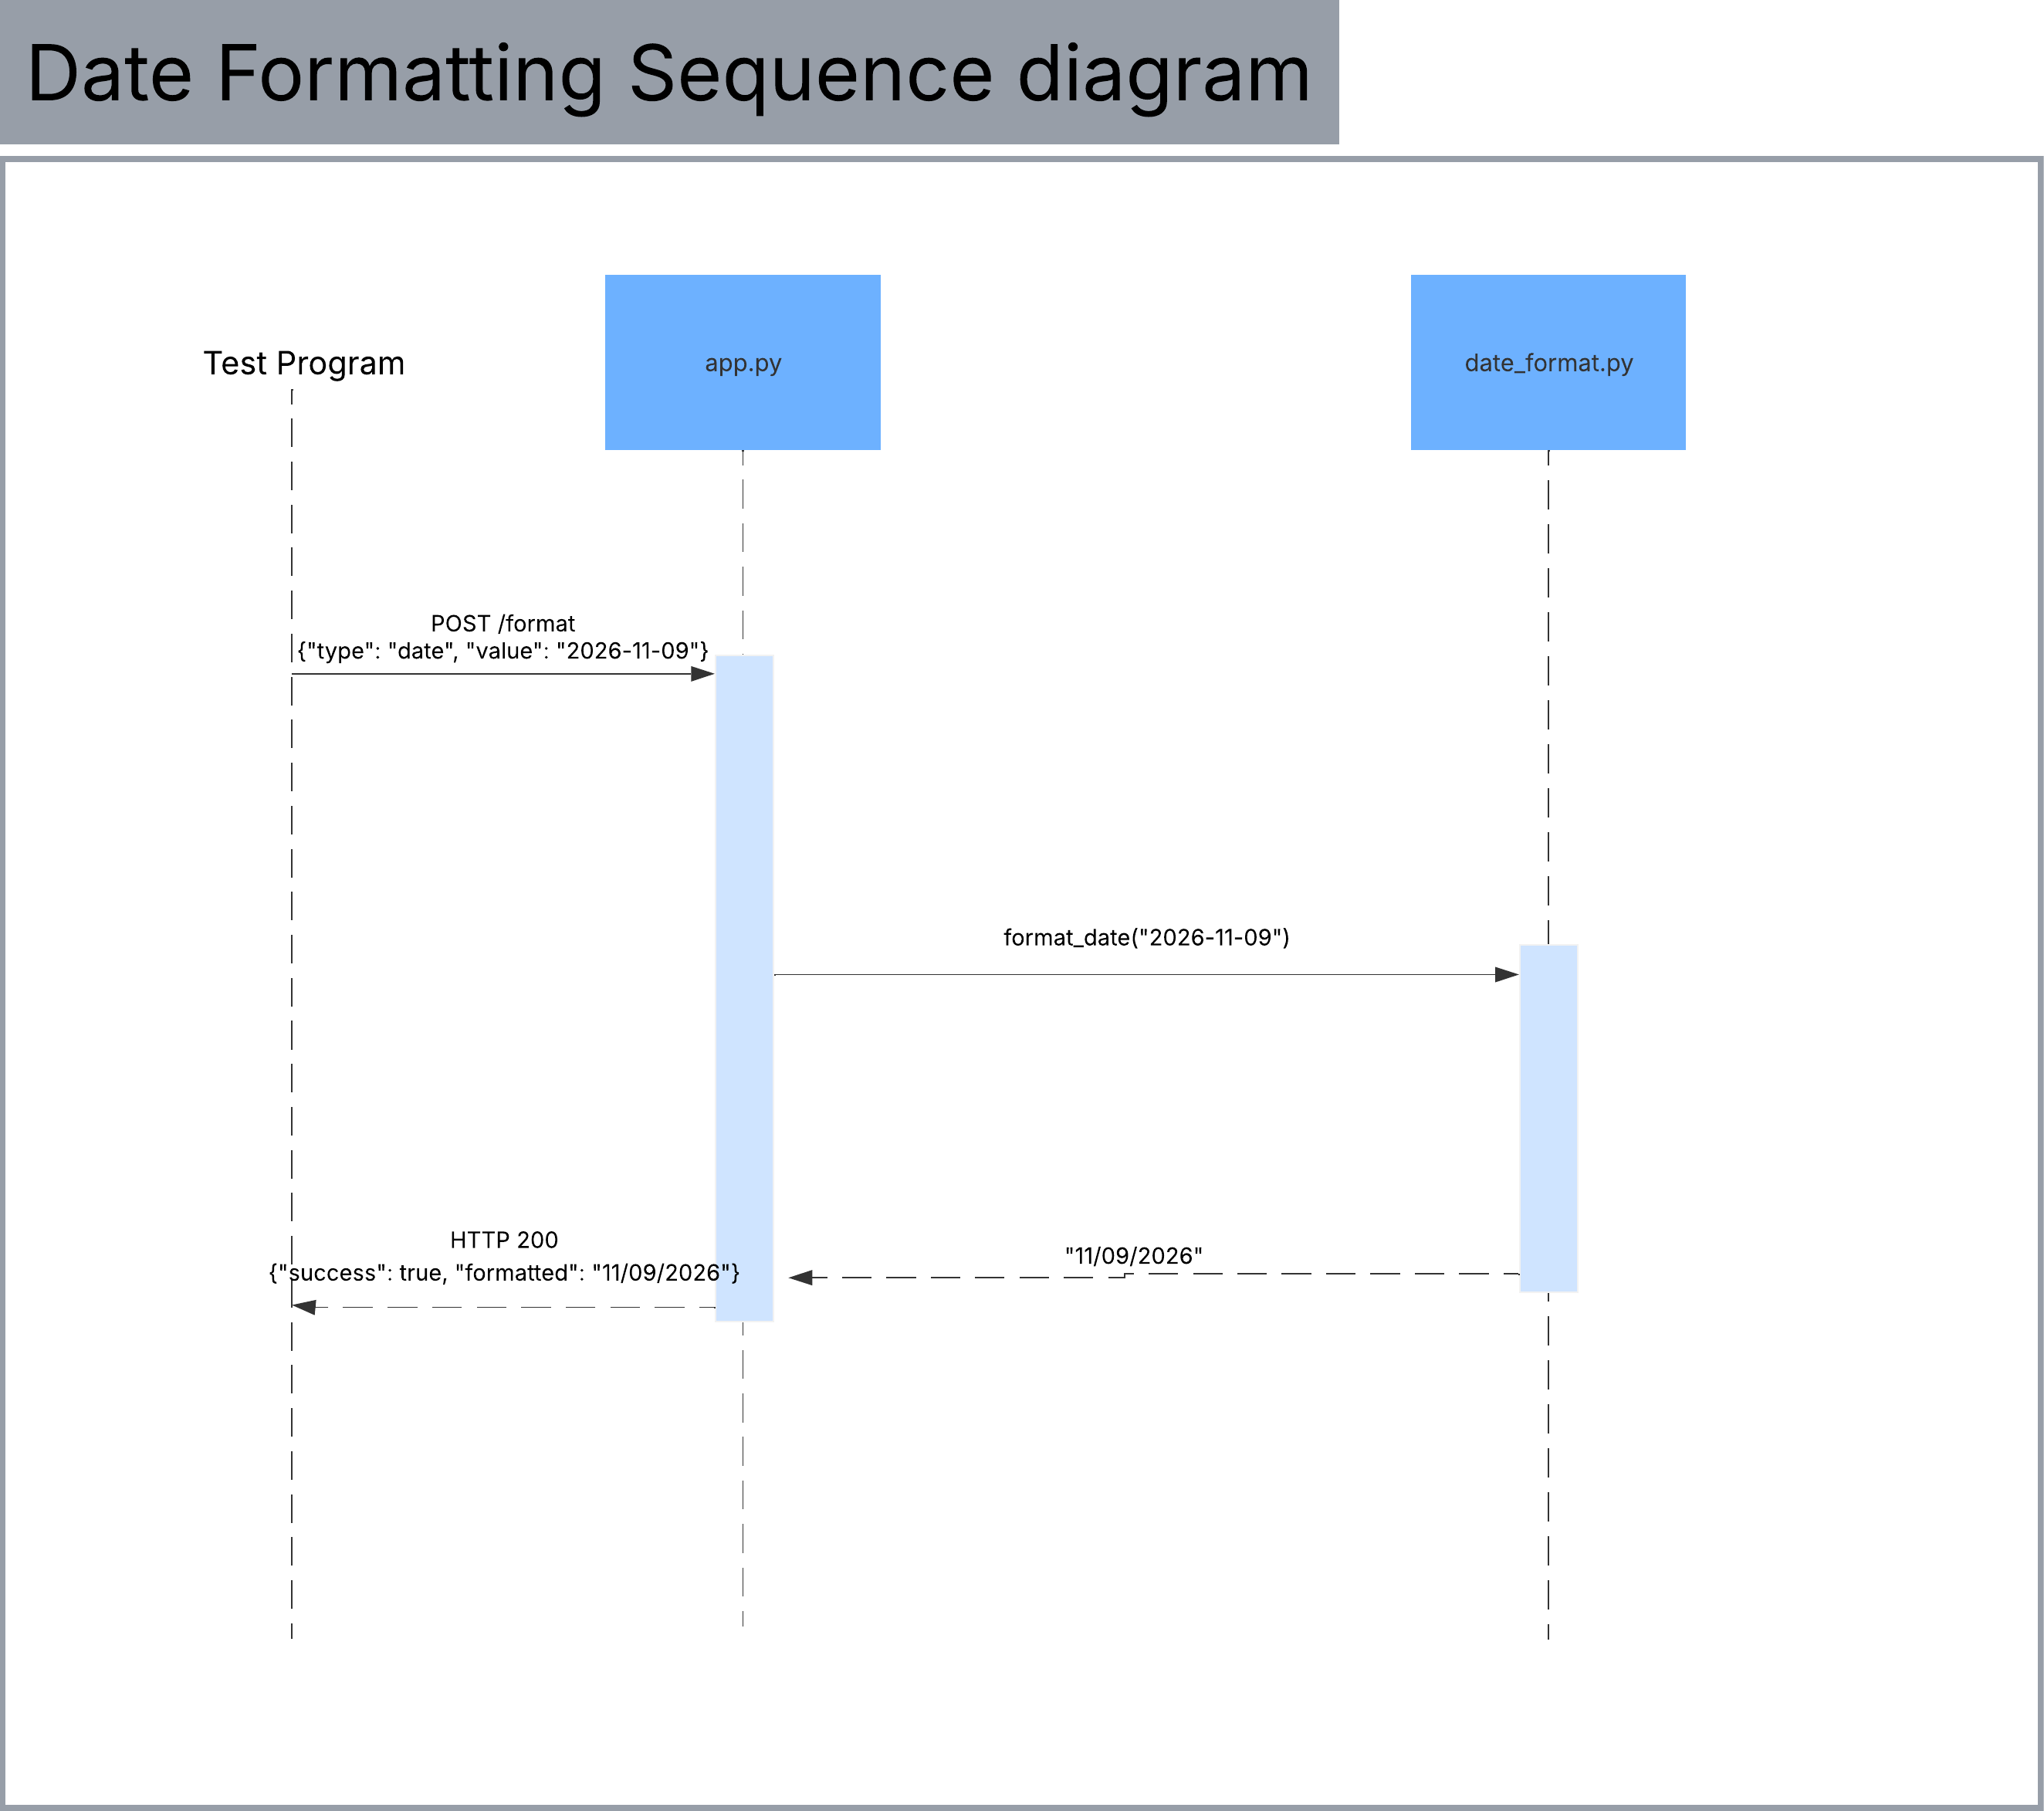 Date Formatting Sequence diagram
Test Program
app.py
date_format.py
POST /format
{"type": "date", "value": "2026-11-09"}
format_date("2026-11-09")
HTTP 200
{"success": true, "formatted": "11/09/2026"}
"11/09/2026"